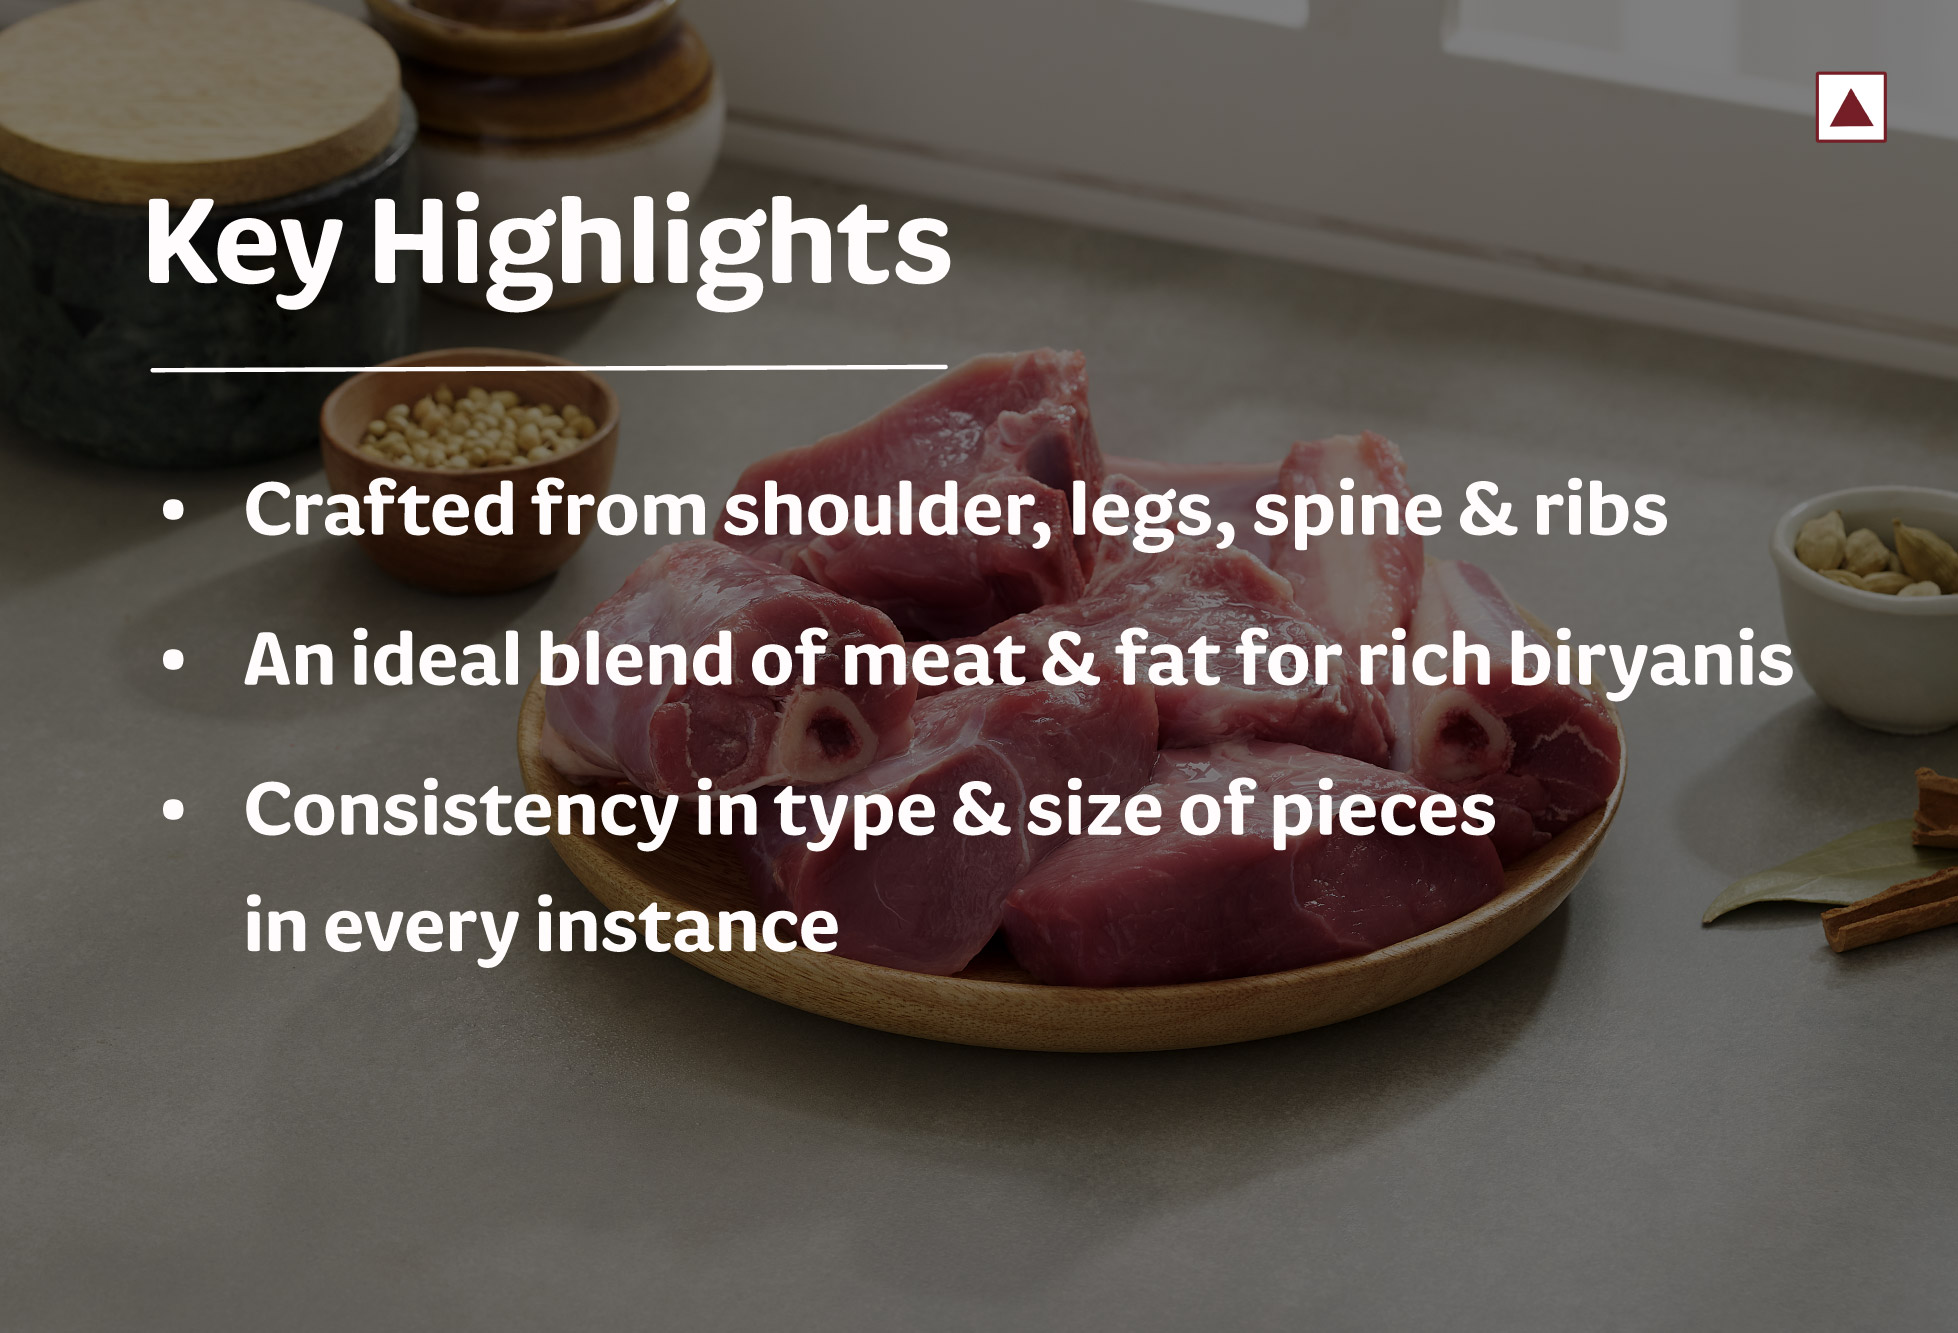 Key Highlights
• Crafted from shoulder, legs, spine & ribs
• An ideal blend of meat & fat for rich biryanis
• Consistency in type & size of pieces
in every instance